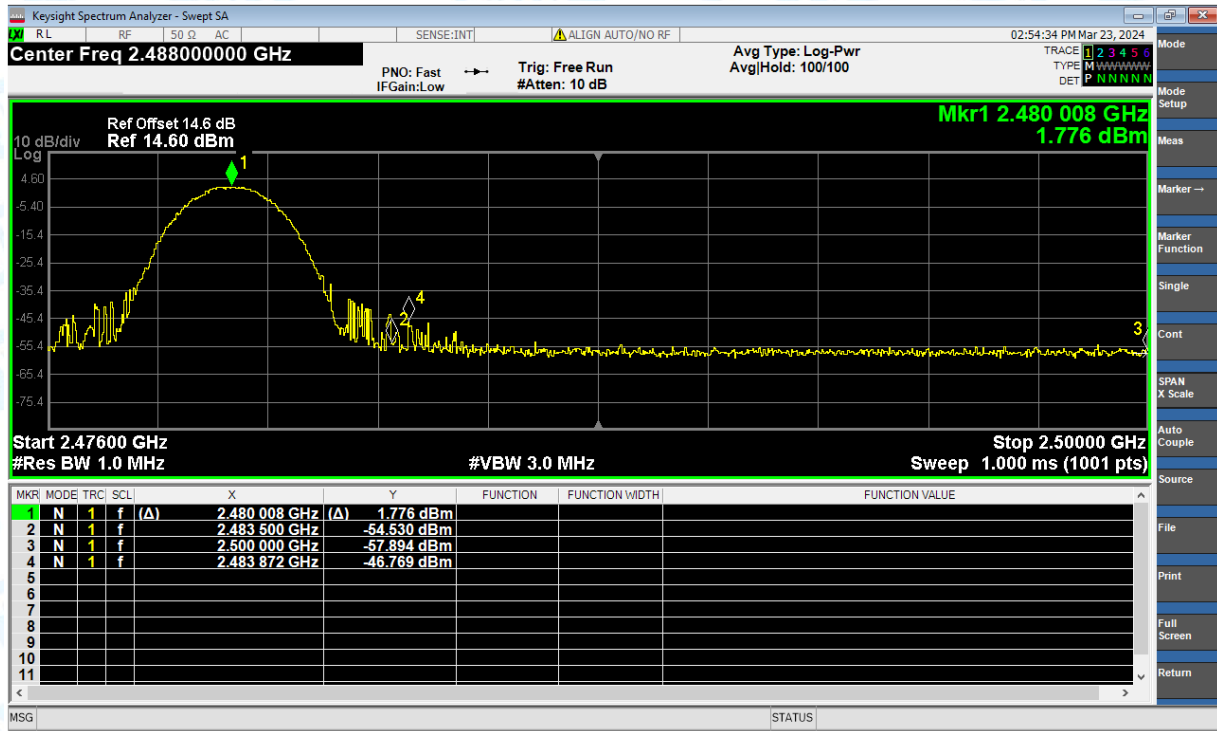 Keysight Spectrum Analyzer - Swept SA
LXI RL RF 50 Ω AC SENSE:INT ALIGN AUTO/NO RF 02:54:34 PM Mar 23, 2024
Center Freq 2.488000000 GHz
PNO: Fast
IFGain:Low
Trig: Free Run
#Atten: 10 dB
Avg Type: Log-Pwr
Avg|Hold: 100/100
TRACE 1 2 3 4 5 6
TYPE M WWWWW
DET P N N N N N
Mkr1 2.480 008 GHz
1.776 dBm
Ref Offset 14.6 dB
10 dB/div Ref 14.60 dBm
Log
1
4.60
-5.40
-15.4
-25.4
-35.4
4
-45.4
2
3
-55.4
-65.4
-75.4
Start 2.47600 GHz Stop 2.50000 GHz
#Res BW 1.0 MHz #VBW 3.0 MHz Sweep 1.000 ms (1001 pts)
MKR MODE TRC SCL X Y FUNCTION FUNCTION WIDTH FUNCTION VALUE
1 N 1 f (Δ) 2.480 008 GHz (Δ) 1.776 dBm
2 N 1 f 2.483 500 GHz -54.530 dBm
3 N 1 f 2.500 000 GHz -57.894 dBm
4 N 1 f 2.483 872 GHz -46.769 dBm
5
6
7
8
9
10
11
MSG STATUS
Mode
Mode
Setup
Meas
Marker →
Marker
Function
Single
Cont
SPAN
X Scale
Auto
Couple
Source
File
Print
Full
Screen
Return